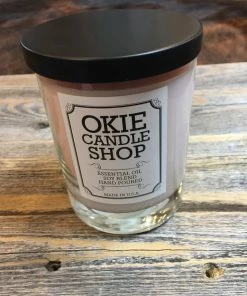 OKIE
CANDLE
SHOP
ESSENTIAL OIL
SOY BLEND
HAND POURED
MADE IN U.S.A.